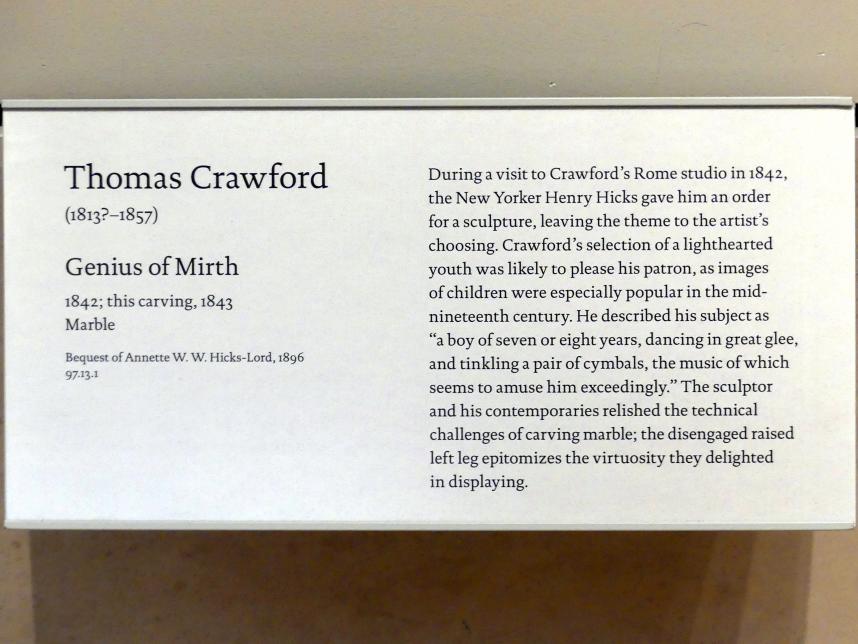 Thomas Crawford
(1813?–1857)
Genius of Mirth
1842; this carving, 1843
Marble
Bequest of Annette W. W. Hicks-Lord, 1896
97.13.1
During a visit to Crawford’s Rome studio in 1842,
the New Yorker Henry Hicks gave him an order
for a sculpture, leaving the theme to the artist’s
choosing. Crawford’s selection of a lighthearted
youth was likely to please his patron, as images
of children were especially popular in the mid-
nineteenth century. He described his subject as
“a boy of seven or eight years, dancing in great glee,
and tinkling a pair of cymbals, the music of which
seems to amuse him exceedingly.” The sculptor
and his contemporaries relished the technical
challenges of carving marble; the disengaged raised
left leg epitomizes the virtuosity they delighted
in displaying.